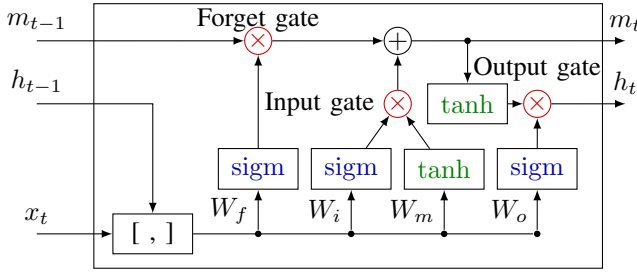 m_{t-1} Forget gate m_t
× +
h_{t-1} Output gate h_t
Input gate × tanh ×
sigm sigm tanh sigm
W_f W_i W_m W_o
x_t [ , ]